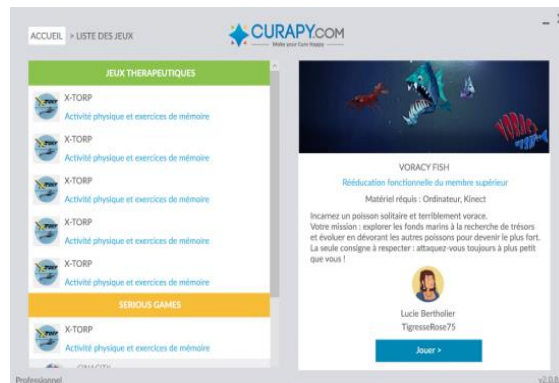 ACCUEIL > LISTE DES JEUX
CURAPY.COM
Make your Cure Happy
JEUX THERAPEUTIQUES
X-TORP
Activité physique et exercices de mémoire
X-TORP
Activité physique et exercices de mémoire
X-TORP
Activité physique et exercices de mémoire
X-TORP
Activité physique et exercices de mémoire
X-TORP
Activité physique et exercices de mémoire
SERIOUS GAMES
X-TORP
Activité physique et exercices de mémoire
VORACY FISH
Rééducation fonctionnelle du membre supérieur
Matériel réquis : Ordinateur, Kinect
Incarnez un poisson solitaire et terriblement vorace.
Votre mission : explorer les fonds marins à la recherche de trésors
et évoluer en dévorant les autres poissons pour devenir le plus fort.
La seule consigne à respecter : attaquez-vous toujours à plus petit
que vous !
Lucie Bertholier
TigresseRose75
Jouer >
Professionnel